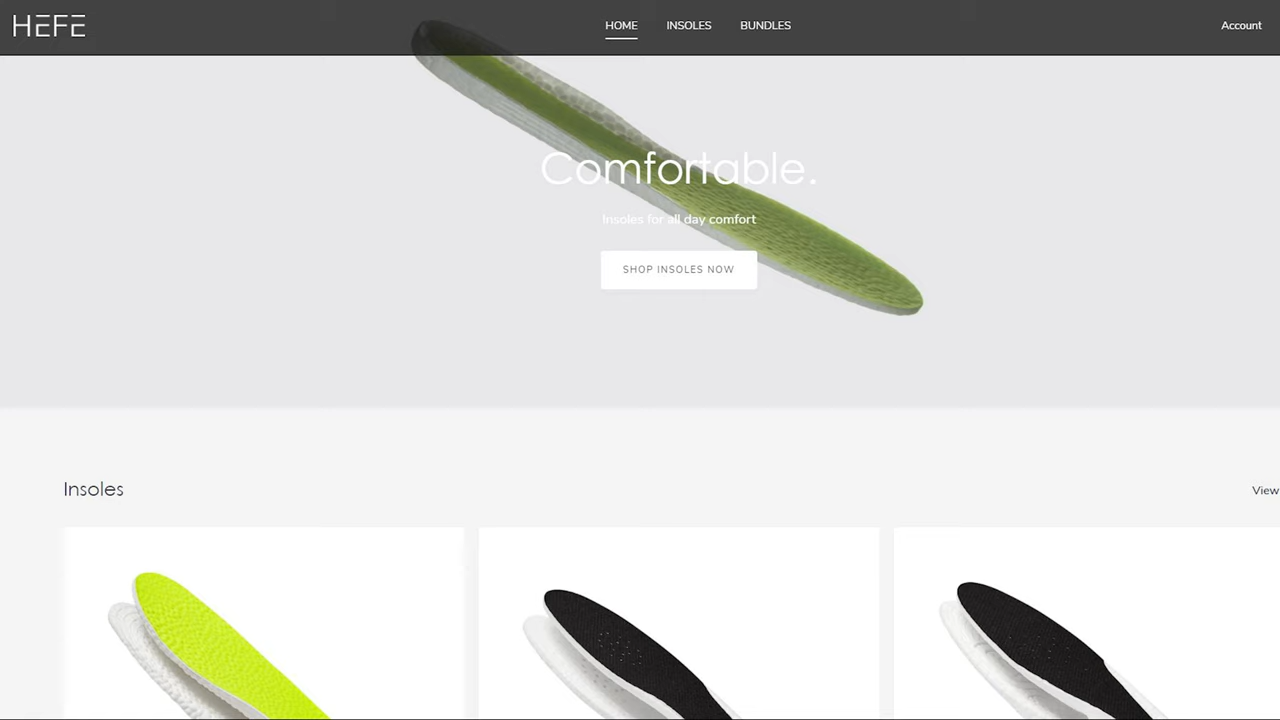 HEFE
HOME
INSOLES
BUNDLES
Account
Comfortable.
Insoles for all day comfort
SHOP INSOLES NOW
Insoles
View